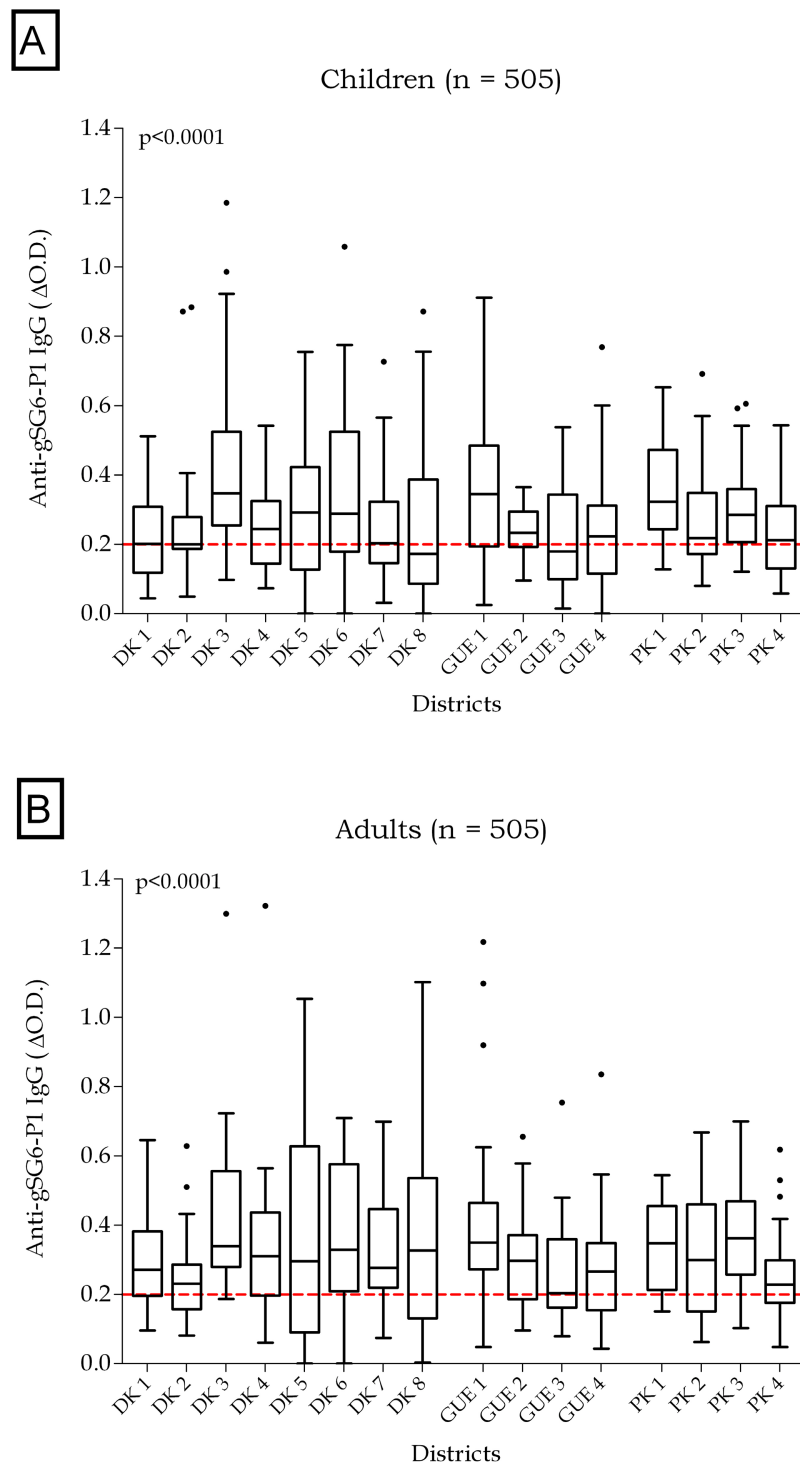 A
Children (n = 505)
p<0.0001
Anti-gSG6-P1 IgG (ΔO.D.)
1.4
1.2
1.0
0.8
0.6
0.4
0.2
0.0
DK 1 DK 2 DK 3 DK 4 DK 5 DK 6 DK 7 DK 8 GUE 1 GUE 2 GUE 3 GUE 4 PK 1 PK 2 PK 3 PK 4
Districts
B
Adults (n = 505)
p<0.0001
Anti-gSG6-P1 IgG (ΔO.D.)
1.4
1.2
1.0
0.8
0.6
0.4
0.2
0.0
DK 1 DK 2 DK 3 DK 4 DK 5 DK 6 DK 7 DK 8 GUE 1 GUE 2 GUE 3 GUE 4 PK 1 PK 2 PK 3 PK 4
Districts